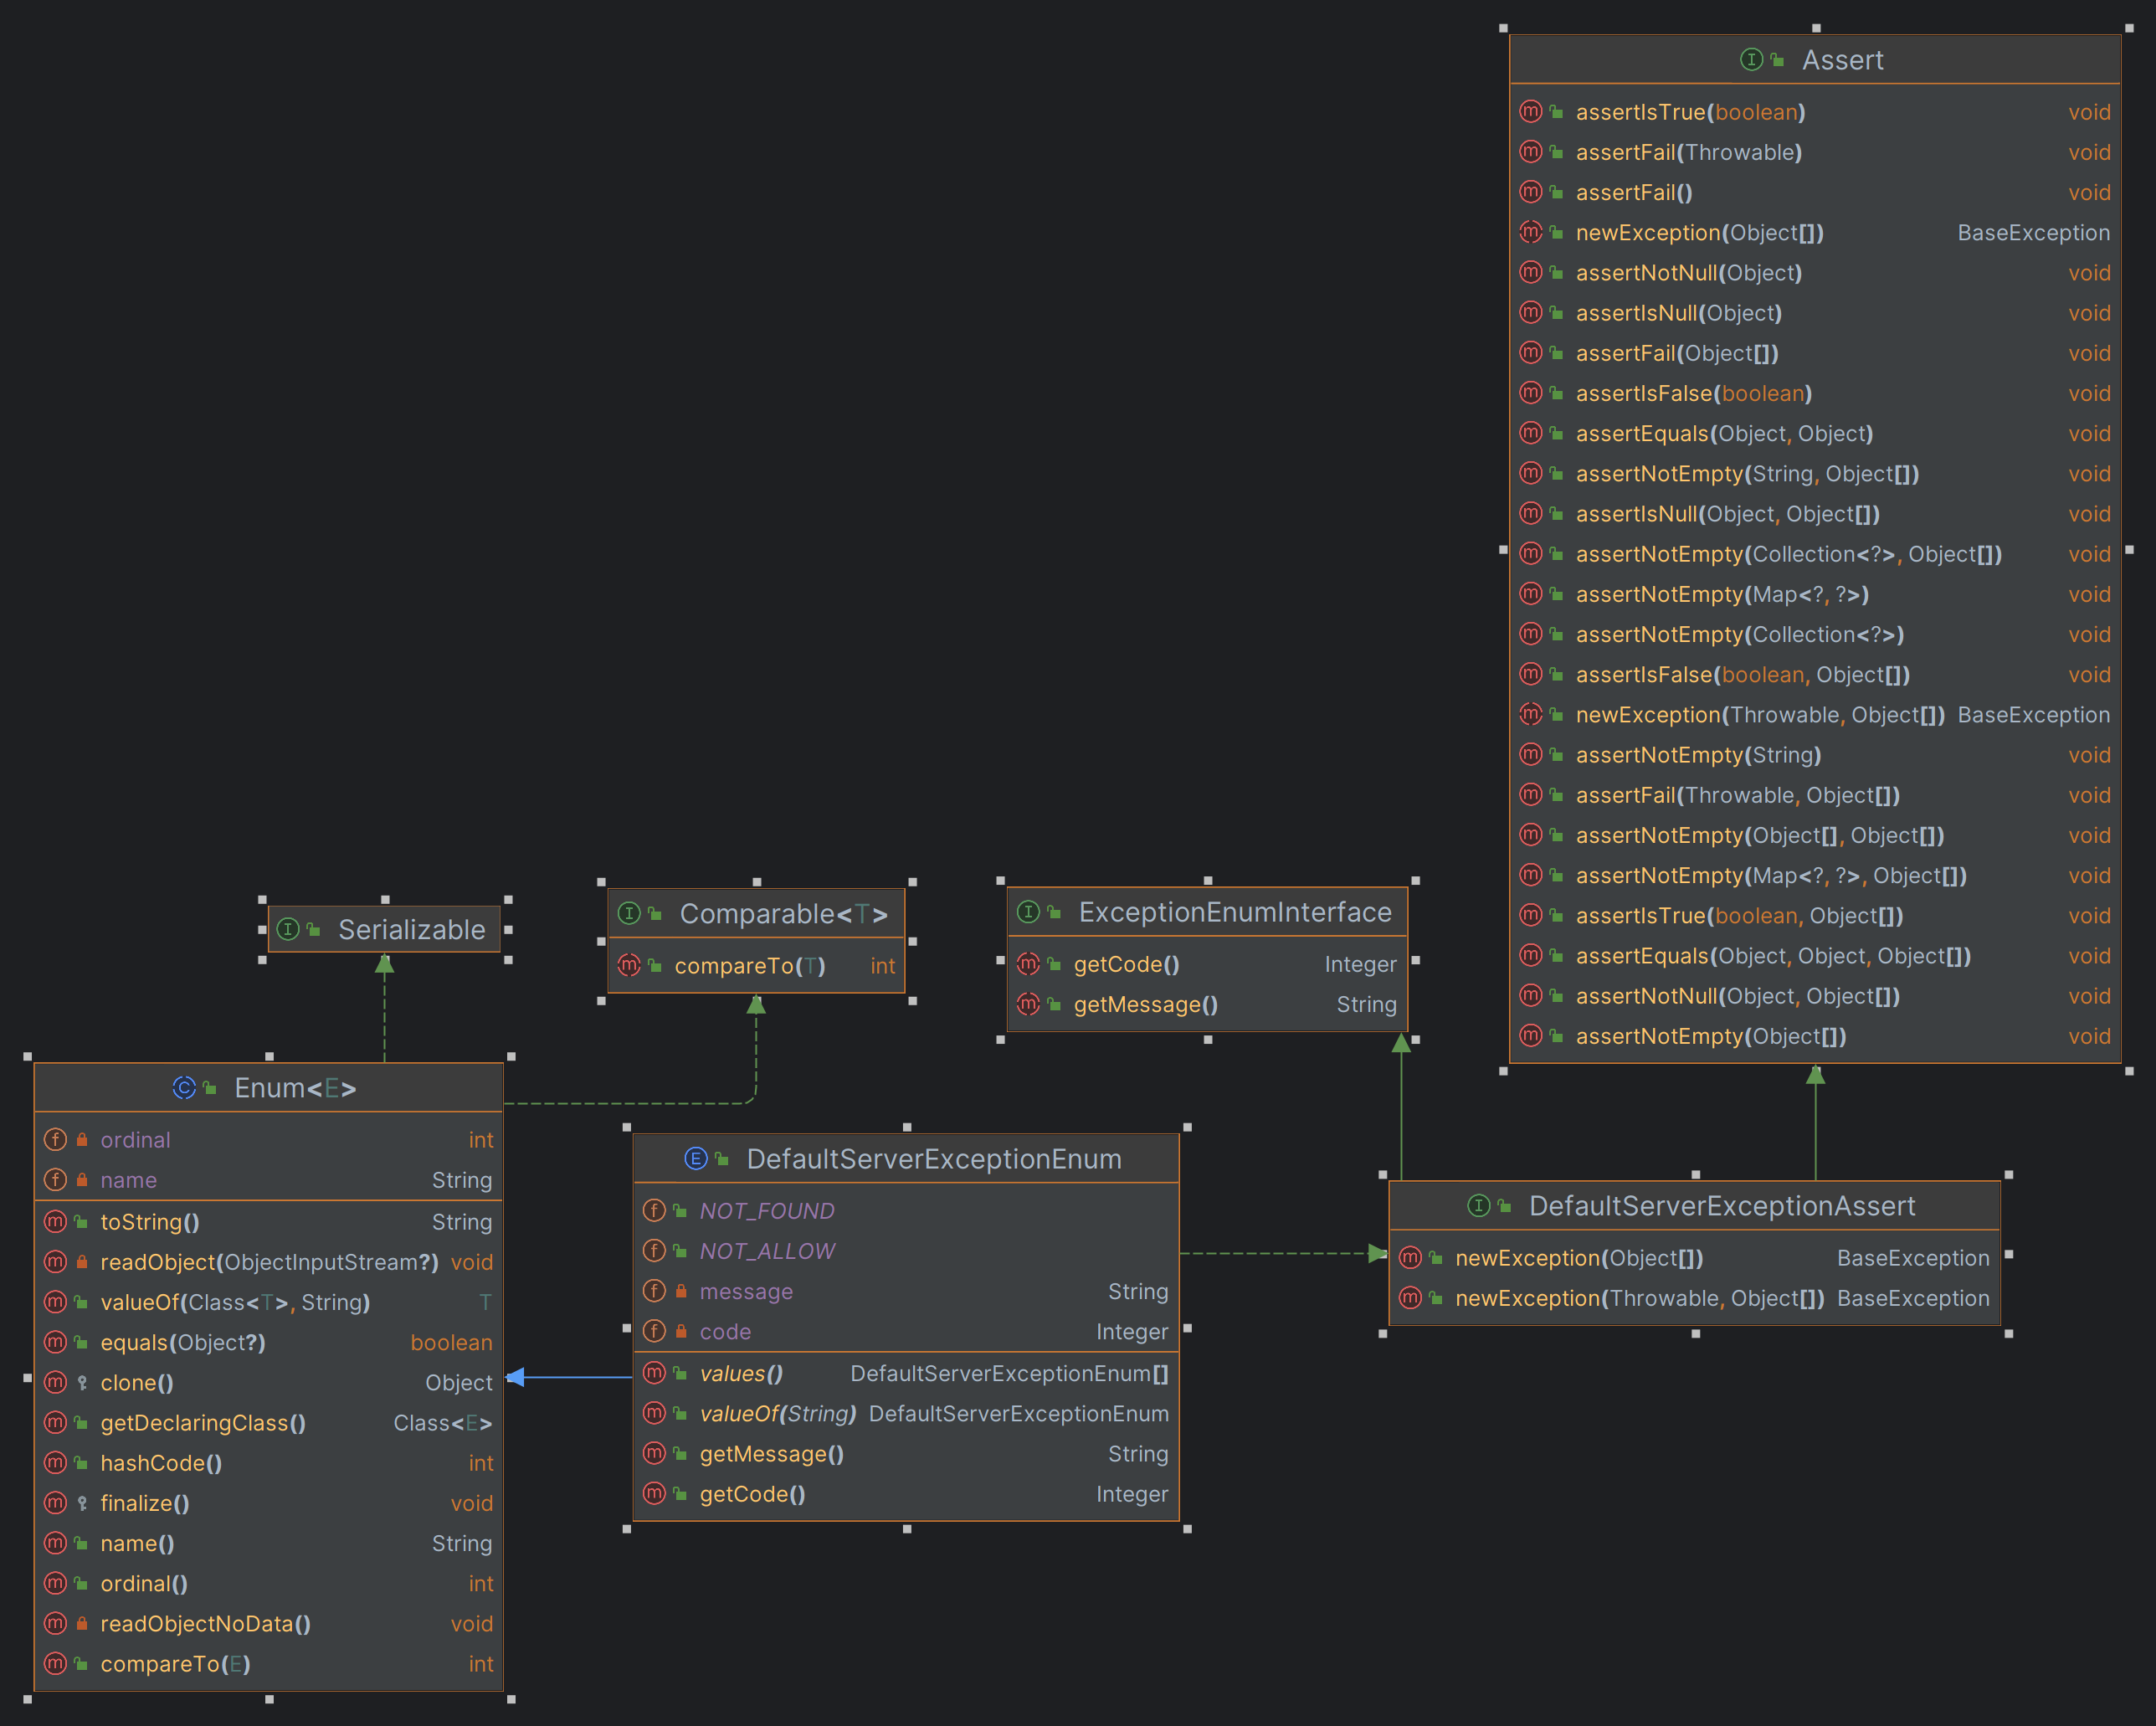 Assert
assertIsTrue(boolean) void
assertFail(Throwable) void
assertFail() void
newException(Object[]) BaseException
assertNotNull(Object) void
assertIsNull(Object) void
assertFail(Object[]) void
assertIsFalse(boolean) void
assertEquals(Object, Object) void
assertNotEmpty(String, Object[]) void
assertIsNull(Object, Object[]) void
assertNotEmpty(Collection<?>, Object[]) void
assertNotEmpty(Map<?, ?>) void
assertNotEmpty(Collection<?>) void
assertIsFalse(boolean, Object[]) void
newException(Throwable, Object[]) BaseException
assertNotEmpty(String) void
assertFail(Throwable, Object[]) void
assertNotEmpty(Object[], Object[]) void
assertNotEmpty(Map<?, ?>, Object[]) void
assertIsTrue(boolean, Object[]) void
assertEquals(Object, Object, Object[]) void
assertNotNull(Object, Object[]) void
assertNotEmpty(Object[]) void
Serializable
Comparable<T>
compareTo(T) int
ExceptionEnumInterface
getCode() Integer
getMessage() String
Enum<E>
ordinal int
name String
toString() String
readObject(ObjectInputStream?) void
valueOf(Class<T>, String) T
equals(Object?) boolean
clone() Object
getDeclaringClass() Class<E>
hashCode() int
finalize() void
name() String
ordinal() int
readObjectNoData() void
compareTo(E) int
DefaultServerExceptionEnum
NOT_FOUND
NOT_ALLOW
message String
code Integer
values() DefaultServerExceptionEnum[]
valueOf(String) DefaultServerExceptionEnum
getMessage() String
getCode() Integer
DefaultServerExceptionAssert
newException(Object[]) BaseException
newException(Throwable, Object[]) BaseException